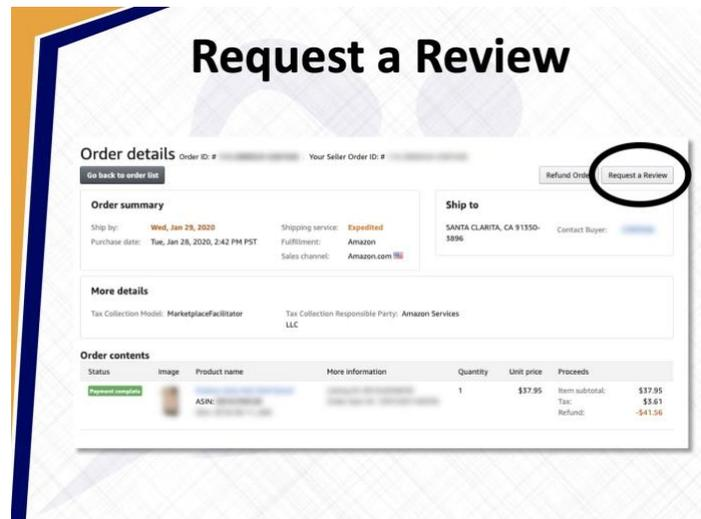 Request a Review
Order details Order ID: # Your Seller Order ID: #
Go back to order list
Refund Order
Request a Review
Order summary
Ship by: Wed, Jan 29, 2020
Purchase date: Tue, Jan 28, 2020, 2:42 PM PST
Shipping service: Expedited
Fulfillment: Amazon
Sales channel: Amazon.com
Ship to
SANTA CLARITA, CA 91350-
3896
Contact Buyer:
More details
Tax Collection Model: MarketplaceFacilitator
Tax Collection Responsible Party: Amazon Services
LLC
Order contents
Status Image Product name More information Quantity Unit price Proceeds
Payment complete
ASIN:
1 $37.95 Item subtotal: $37.95
Tax: $3.61
Refund: -$41.56